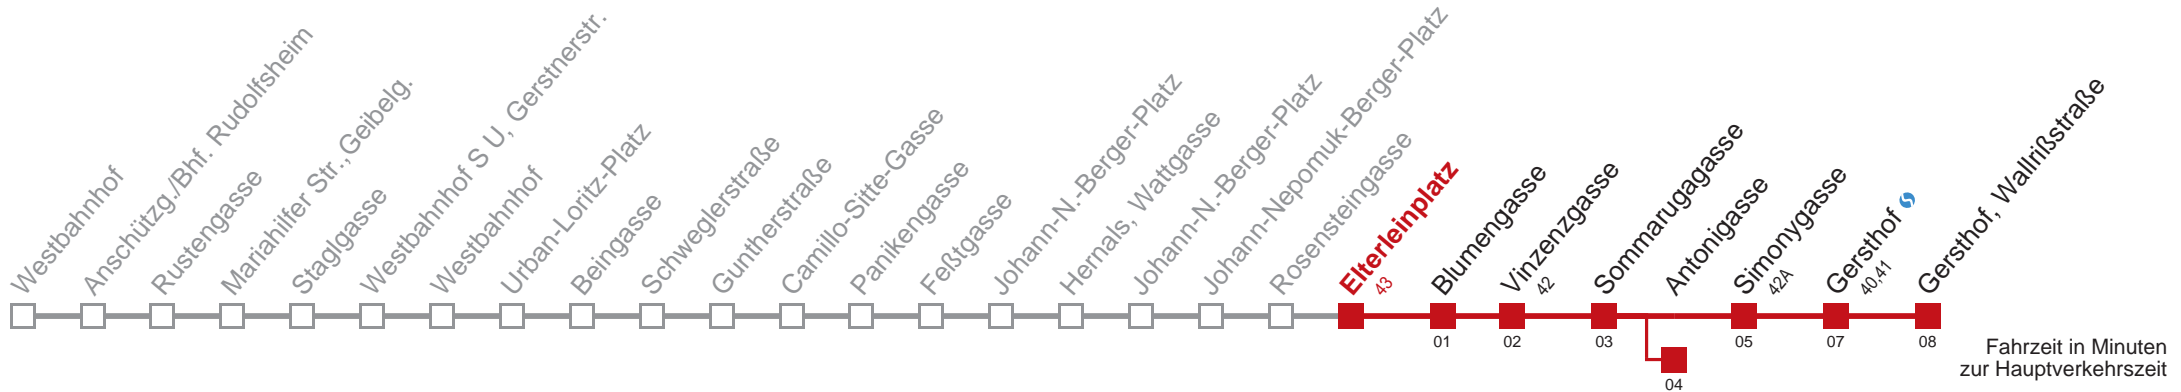 Westbahnhof
Anschützg./Bhf. Rudolfsheim
Rustengasse
Mariahilfer Str.,Geibelg.
Staglgasse
Westbahnhof S U, Gerstnerstr.
Westbahnhof
Urban-Loritz-Platz
Beingasse
Schweglerstraße
Guntherstraße
Camillo-Sitte-Gasse
Panikengasse
Feßtgasse
Johann-N.-Berger-Platz
Hernals, Wattgasse
Johann-N.-Berger-Platz
Johann-Nepomuk-Berger-Platz
Rosensteingasse
Elterleinplatz
43
Blumengasse
01
Vinzenzgasse
42
02
Sommarugagasse
03
Antonigasse
04
Simonygasse
42A
05
Gersthof S
40,41
07
Gersthof, Wallrißstraße
08
Fahrzeit in Minuten
zur Hauptverkehrszeit